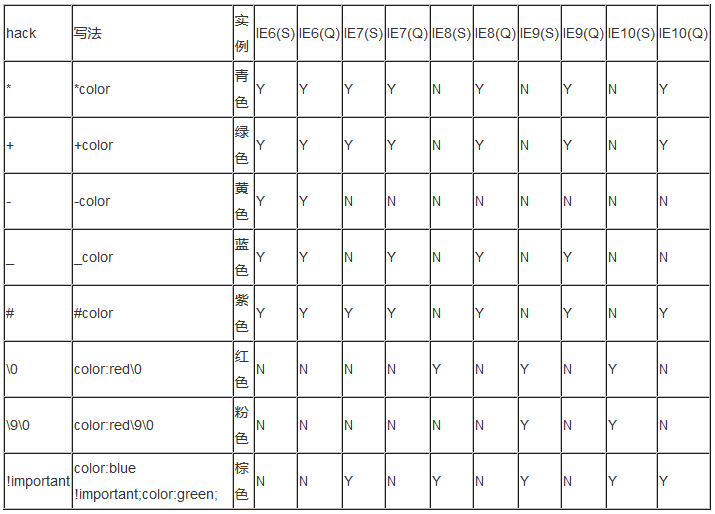 hack 写法 实例 IE6(S) IE6(Q) IE7(S) IE7(Q) IE8(S) IE8(Q) IE9(S) IE9(Q) IE10(S) IE10(Q)
* *color 青色 Y Y Y Y N Y N Y N Y
+ +color 绿色 Y Y Y Y N Y N Y N Y
- -color 黄色 Y Y N N N N N N N N
_ _color 蓝色 Y Y N Y N Y N Y N N
# #color 紫色 Y Y Y Y N Y N Y N Y
\0 color:red\0 红色 N N N N Y N Y N Y N
\9\0 color:red\9\0 粉色 N N N N N N Y N Y N
!important color:blue !important;color:green; 棕色 N N Y N Y N Y N Y Y